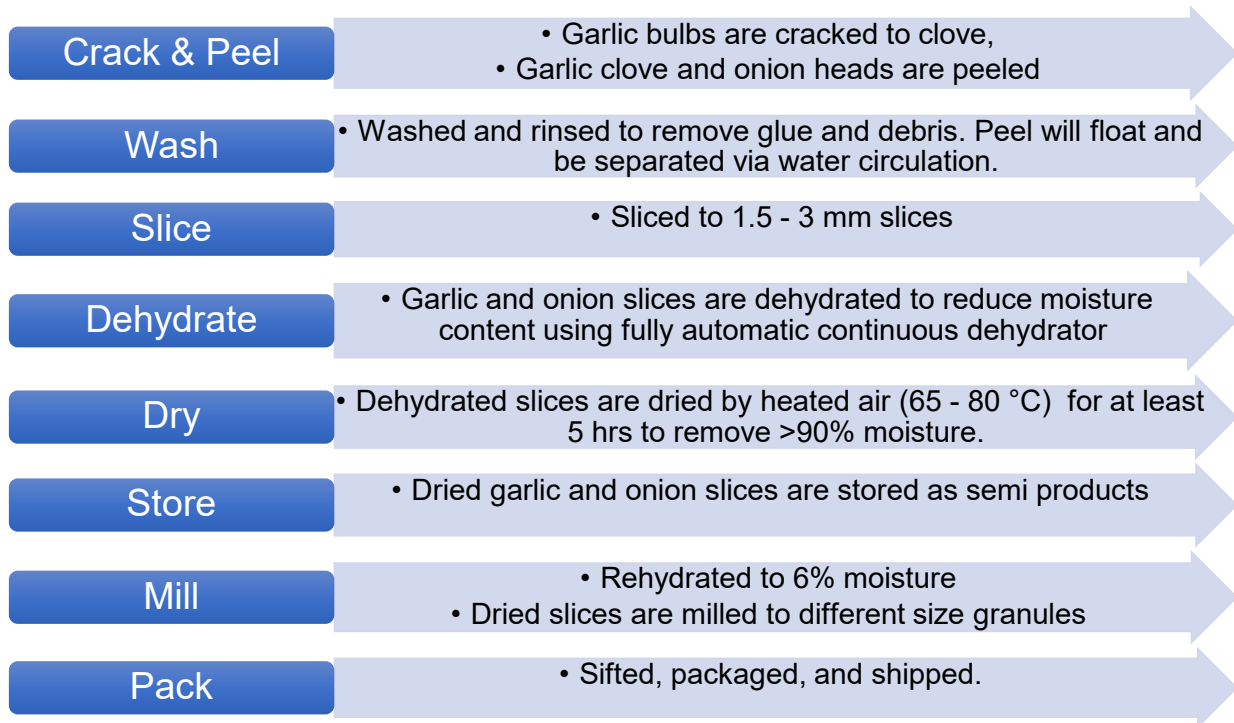 Crack & Peel
• Garlic bulbs are cracked to clove,
• Garlic clove and onion heads are peeled
Wash
• Washed and rinsed to remove glue and debris. Peel will float and
be separated via water circulation.
Slice
• Sliced to 1.5 - 3 mm slices
Dehydrate
• Garlic and onion slices are dehydrated to reduce moisture
content using fully automatic continuous dehydrator
Dry
• Dehydrated slices are dried by heated air (65 - 80 °C) for at least
5 hrs to remove >90% moisture.
Store
• Dried garlic and onion slices are stored as semi products
Mill
• Rehydrated to 6% moisture
• Dried slices are milled to different size granules
Pack
• Sifted, packaged, and shipped.